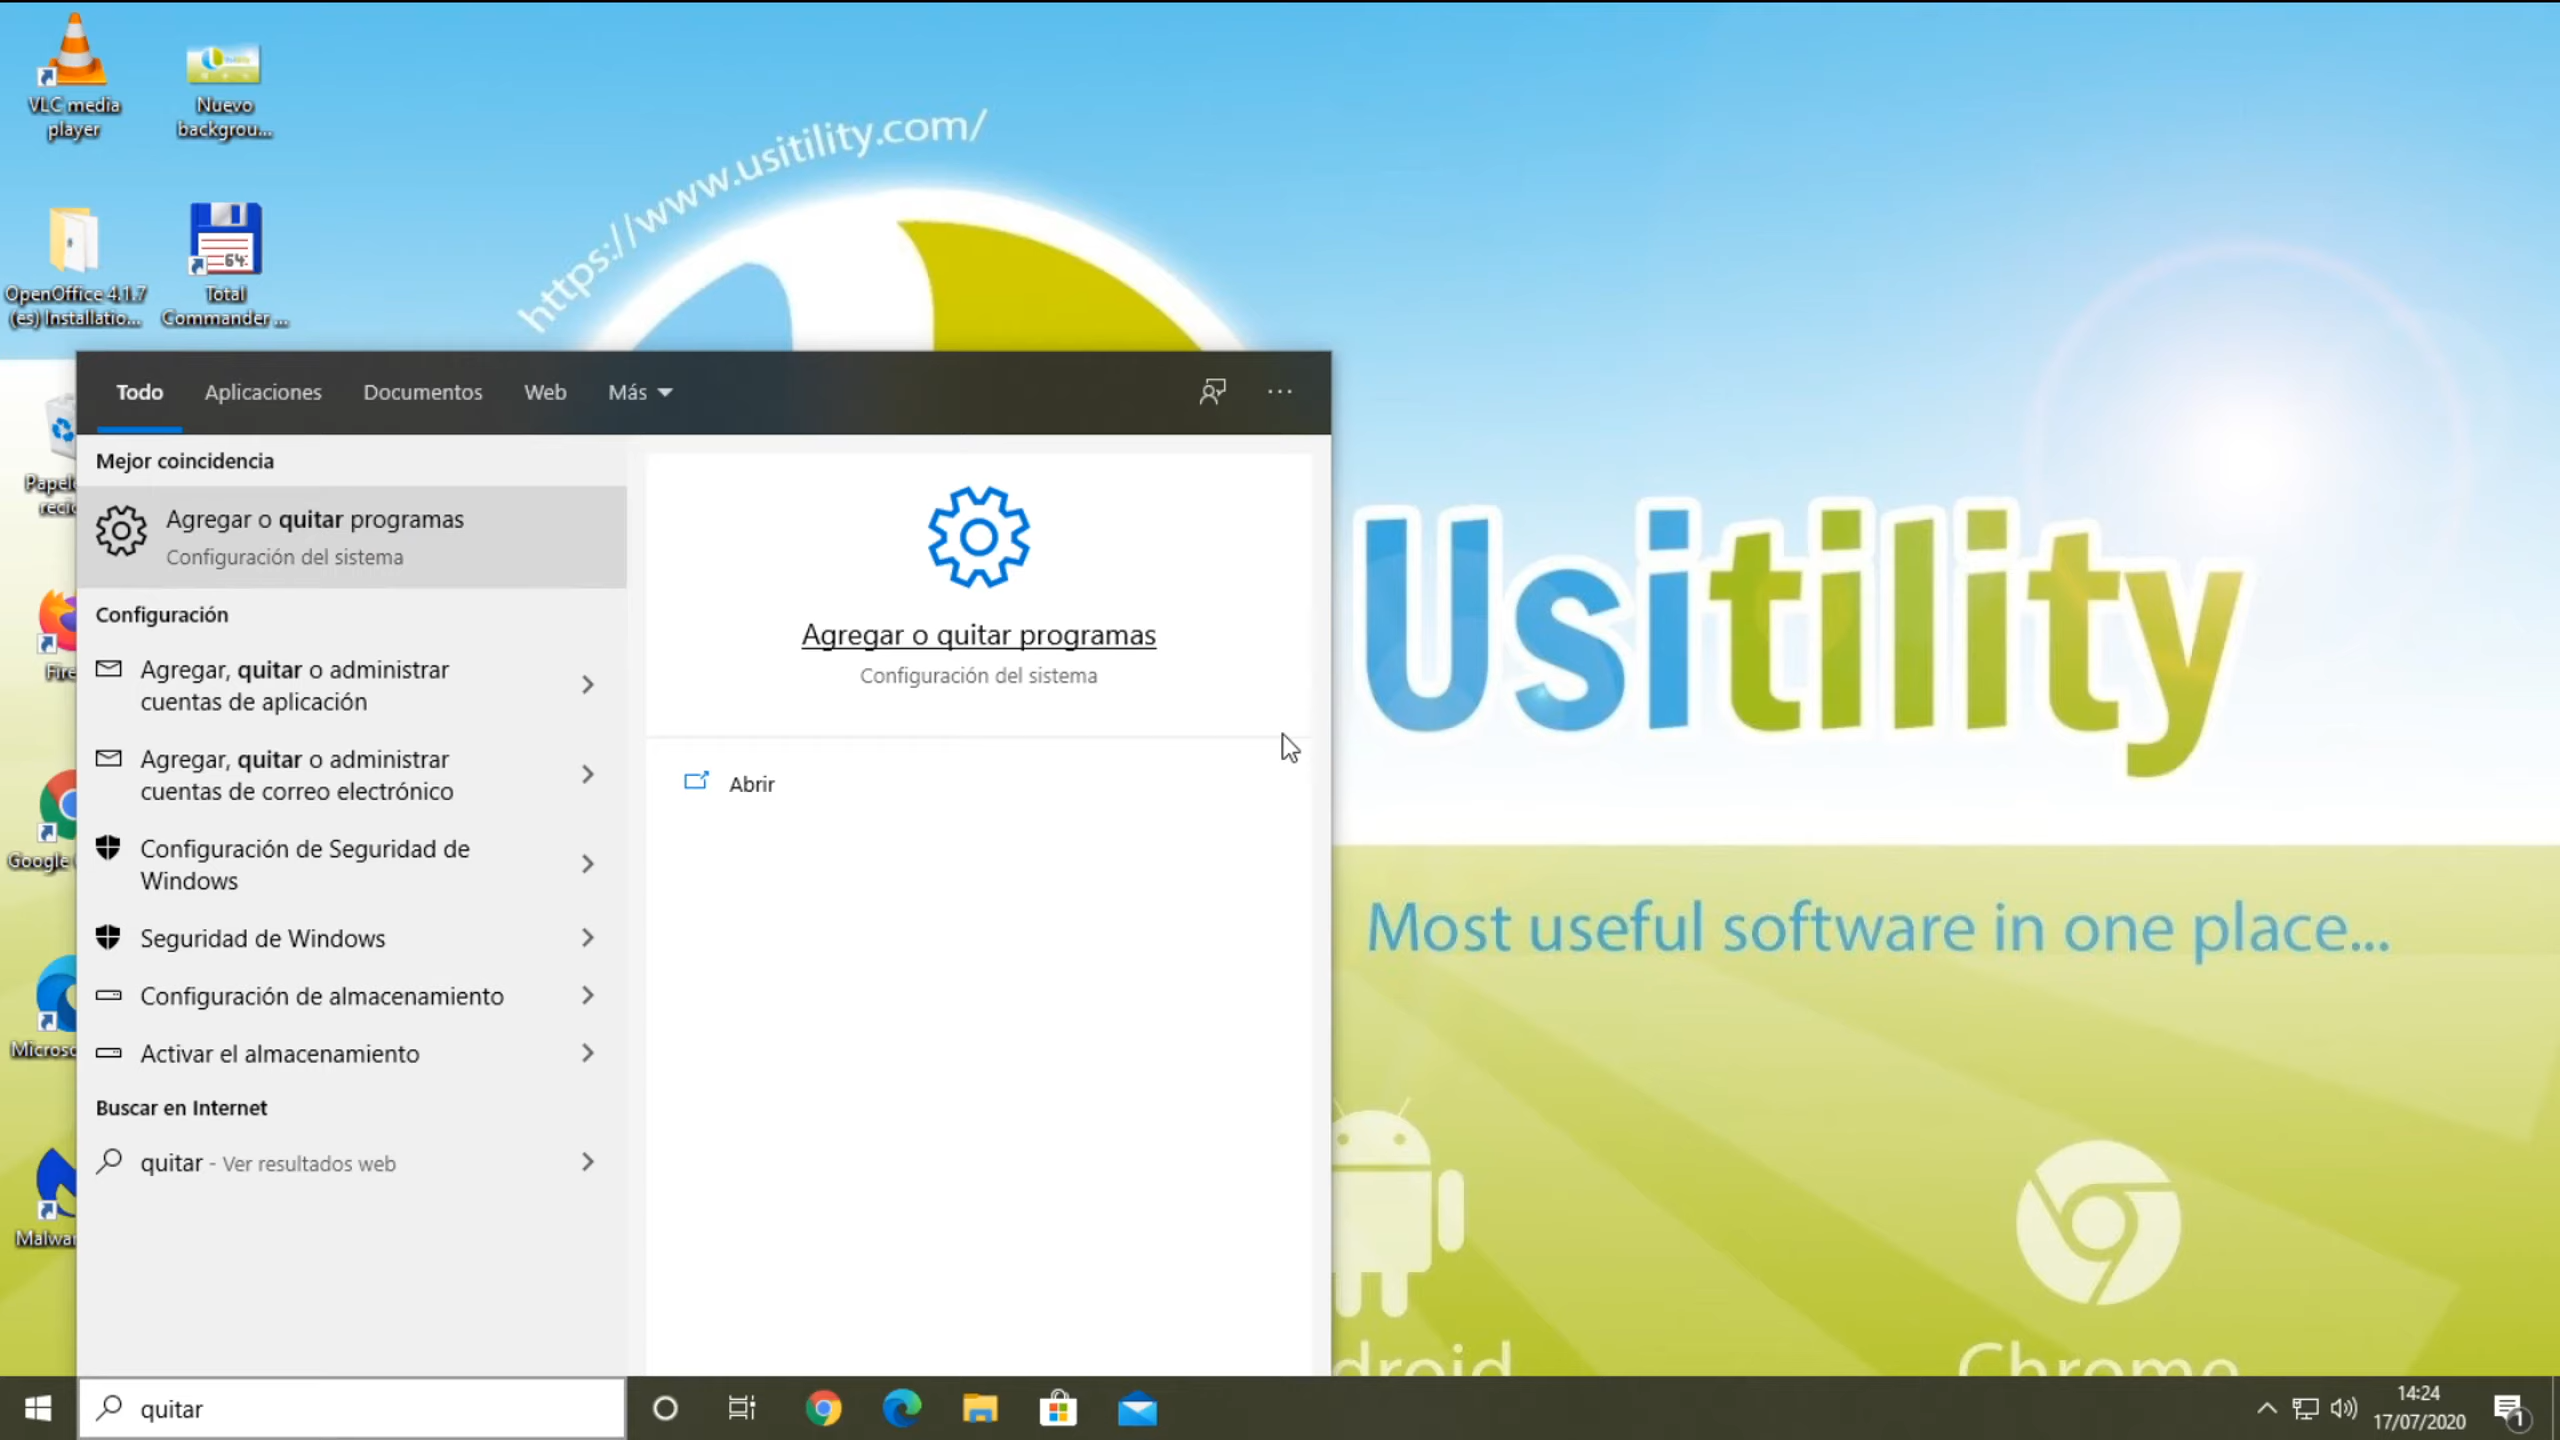 VLC media
player
Nuevo
backgrou...
OpenOffice 4.1.7
(es) Installatio...
Total
Commander ...
64
https://www.usitility.com/
Todo
Aplicaciones
Documentos
Web
Más
Mejor coincidencia
Agregar o quitar programas
Configuración del sistema
Configuración
Agregar, quitar o administrar
cuentas de aplicación
Agregar, quitar o administrar
cuentas de correo electrónico
Configuración de Seguridad de
Windows
Seguridad de Windows
Configuración de almacenamiento
Activar el almacenamiento
Buscar en Internet
quitar - Ver resultados web
Agregar o quitar programas
Configuración del sistema
Abrir
Google
Usitility
Most useful software in one place...
Chrome
quitar
14:24
17/07/2020
1